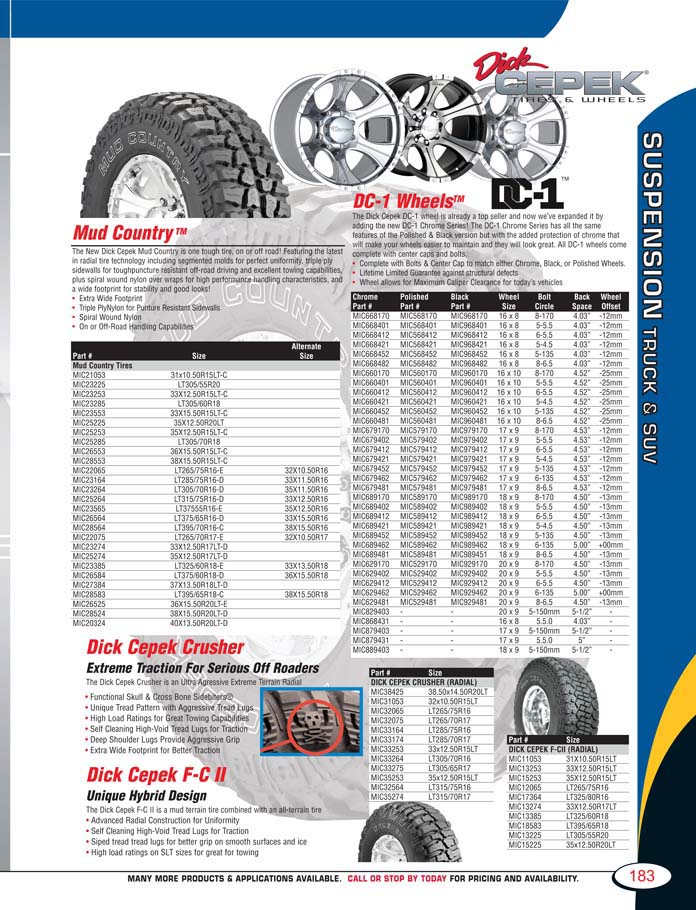 Dick
CEPEK
TIRES & WHEELS
MUD COUNTRY
DC-1™
SUSPENSION TRUCK & SUV
Mud Country™
The New Dick Cepek Mud Country is one tough tire, on or off road! Featuring the latest
in radial tire technology including segmented molds for perfect uniformity, triple ply
sidewalls for toughpuncture resistant off-road driving and excellent towing capabilities,
plus spiral wound nylon over wraps for high performance handling characteristics, and
a wide footprint for stability and good looks!
• Extra Wide Footprint
• Triple PlyNylon for Punture Resistant Sidewalls
• Spiral Wound Nylon
• On or Off-Road Handling Capabilities
Alternate
Part # Size Size
Mud Country Tires
MIC21053 31x10.50R15LT-C
MIC23225 LT305/55R20
MIC23253 33X12.50R15LT-C
MIC23285 LT305/60R18
MIC23553 33X15.50R15LT-C
MIC25225 35X12.50R20LT
MIC25253 35X12.50R15LT-C
MIC25285 LT305/70R18
MIC26553 36X15.50R15LT-C
MIC28553 38X15.50R15LT-C
MIC22065 LT265/75R16-E 32X10.50R16
MIC23164 LT285/75R16-D 33X11.50R16
MIC23264 LT305/70R16-D 35X11.50R16
MIC25264 LT315/75R16-D 33X12.50R16
MIC23565 LT37555R16-E 35X12.50R16
MIC26564 LT375/65R16-D 33X15.50R16
MIC28564 LT395/70R16-C 38X15.50R16
MIC22075 LT265/70R17-E 32X10.50R17
MIC23274 33X12.50R17LT-D
MIC25274 35X12.50R17LT-D
MIC23385 LT325/60R18-E 33X13.50R18
MIC26584 LT375/60R18-D 36X15.50R18
MIC27384 37X13.50R18LT-D
MIC28583 LT395/65R18-C 38X15.50R18
MIC26525 36X15.50R20LT-E
MIC28524 38X15.50R20LT-D
MIC20324 40X13.50R20LT-D
DC-1 Wheels™
The Dick Cepek DC-1 wheel is already a top seller and now we've expanded it by
adding the new DC-1 Chrome Series! The DC-1 Chrome Series has all the same
features of the Polished & Black version but with the added protection of chrome that
will make your wheels easier to maintain and they will look great. All DC-1 wheels come
complete with center caps and bolts.
• Complete with Bolts & Center Cap to match either Chrome, Black, or Polished Wheels.
• Lifetime Limited Guarantee against structural defects
• Wheel allows for Maximum Caliper Clearance for today's vehicles
Chrome Polished Black Wheel Bolt Back Wheel
Part # Part # Part # Size Circle Space Offset
MIC668170 MIC568170 MIC968170 16 x 8 8-170 4.03" -12mm
MIC668401 MIC568401 MIC968401 16 x 8 5-5.5 4.03" -12mm
MIC668412 MIC568412 MIC968412 16 x 8 6-5.5 4.03" -12mm
MIC668421 MIC568421 MIC968421 16 x 8 5-4.5 4.03" -12mm
MIC668452 MIC568452 MIC968452 16 x 8 5-135 4.03" -12mm
MIC668482 MIC568482 MIC968482 16 x 8 8-6.5 4.03" -12mm
MIC660170 MIC560170 MIC960170 16 x 10 8-170 4.52" -25mm
MIC660401 MIC560401 MIC960401 16 x 10 5-5.5 4.52" -25mm
MIC660412 MIC560412 MIC960412 16 x 10 6-5.5 4.52" -25mm
MIC660421 MIC560421 MIC960421 16 x 10 5-4.5 4.52" -25mm
MIC660452 MIC560452 MIC960452 16 x 10 5-135 4.52" -25mm
MIC660481 MIC560481 MIC960481 16 x 10 8-6.5 4.52" -25mm
MIC679170 MIC579170 MIC979170 17 x 9 8-170 4.53" -12mm
MIC679402 MIC579402 MIC979402 17 x 9 5-5.5 4.53" -12mm
MIC679412 MIC579412 MIC979412 17 x 9 6-5.5 4.53" -12mm
MIC679421 MIC579421 MIC979421 17 x 9 5-4.5 4.53" -12mm
MIC679452 MIC579452 MIC979452 17 x 9 5-135 4.53" -12mm
MIC679462 MIC579462 MIC979462 17 x 9 6-135 4.53" -12mm
MIC679481 MIC579481 MIC979481 17 x 9 8-6.5 4.53" -12mm
MIC689170 MIC589170 MIC989170 18 x 9 8-170 4.50" -13mm
MIC689402 MIC589402 MIC989402 18 x 9 5-5.5 4.50" -13mm
MIC689412 MIC589412 MIC989412 18 x 9 6-5.5 4.50" -13mm
MIC689421 MIC589421 MIC989421 18 x 9 5-4.5 4.50" -13mm
MIC689452 MIC589452 MIC989452 18 x 9 5-135 4.50" -13mm
MIC689462 MIC589462 MIC989462 18 x 9 6-135 5.00" +00mm
MIC689481 MIC589481 MIC989451 18 x 9 8-6.5 4.50" -13mm
MIC629170 MIC529170 MIC929170 20 x 9 8-170 4.50" -13mm
MIC629402 MIC529402 MIC929402 20 x 9 5-5.5 4.50" -13mm
MIC629412 MIC529412 MIC929412 20 x 9 6-5.5 4.50" -13mm
MIC629462 MIC529462 MIC929462 20 x 9 6-135 5.00" +00mm
MIC629481 MIC529481 MIC929481 20 x 9 8-6.5 4.50" -13mm
MIC829403 - - 20 x 9 5-150mm 5-1/2" -
MIC868431 - - 16 x 8 5.5.0 4.03" -
MIC879403 - - 17 x 9 5-150mm 5-1/2" -
MIC879431 - - 17 x 9 5.5.0 5" -
MIC889403 - - 18 x 9 5-150mm 5-1/2" -
Dick Cepek Crusher
Extreme Traction For Serious Off Roaders
The Dick Cepek Crusher is an Ultra Agressive Extreme Terrain Radial
• Functional Skull & Cross Bone Sidebiters®
• Unique Tread Pattern with Aggressive Tread Lugs
• High Load Ratings for Great Towing Capabilities
• Self Cleaning High-Void Tread Lugs for Traction
• Deep Shoulder Lugs Provide Aggressive Grip
• Extra Wide Footprint for Better Traction
Part # Size
DICK CEPEK CRUSHER (RADIAL)
MIC38425 38.50x14.50R20LT
MIC31053 32x10.50R15LT
MIC32065 LT265/75R16
MIC32075 LT265/70R17
MIC33164 LT285/75R16
MIC33174 LT285/70R17
MIC33253 33x12.50R15LT
MIC33264 LT305/70R16
MIC33275 LT305/65R17
MIC35253 35x12.50R15LT
MIC32564 LT315/75R16
MIC35274 LT315/70R17
Dick Cepek F-C II
Unique Hybrid Design
The Dick Cepek F-C II is a mud terrain tire combined with an all-terrain tire
• Advanced Radial Construction for Uniformity
• Self Cleaning High-Void Tread Lugs for Traction
• Siped tread tread lugs for better grip on smooth surfaces and ice
• High load ratings on SLT sizes for great for towing
Part # Size
DICK CEPEK F-CII (RADIAL)
MIC11053 31X10.50R15LT
MIC13253 33X12.50R15LT
MIC15253 35X12.50R15LT
MIC12065 LT265/75R16
MIC17364 LT325/80R16
MIC13274 33X12.50R17LT
MIC13385 LT325/60R18
MIC18583 LT395/65R18
MIC13225 LT305/55R20
MIC15225 35x12.50R20LT
MANY MORE PRODUCTS & APPLICATIONS AVAILABLE. CALL OR STOP BY TODAY FOR PRICING AND AVAILABILITY.
183